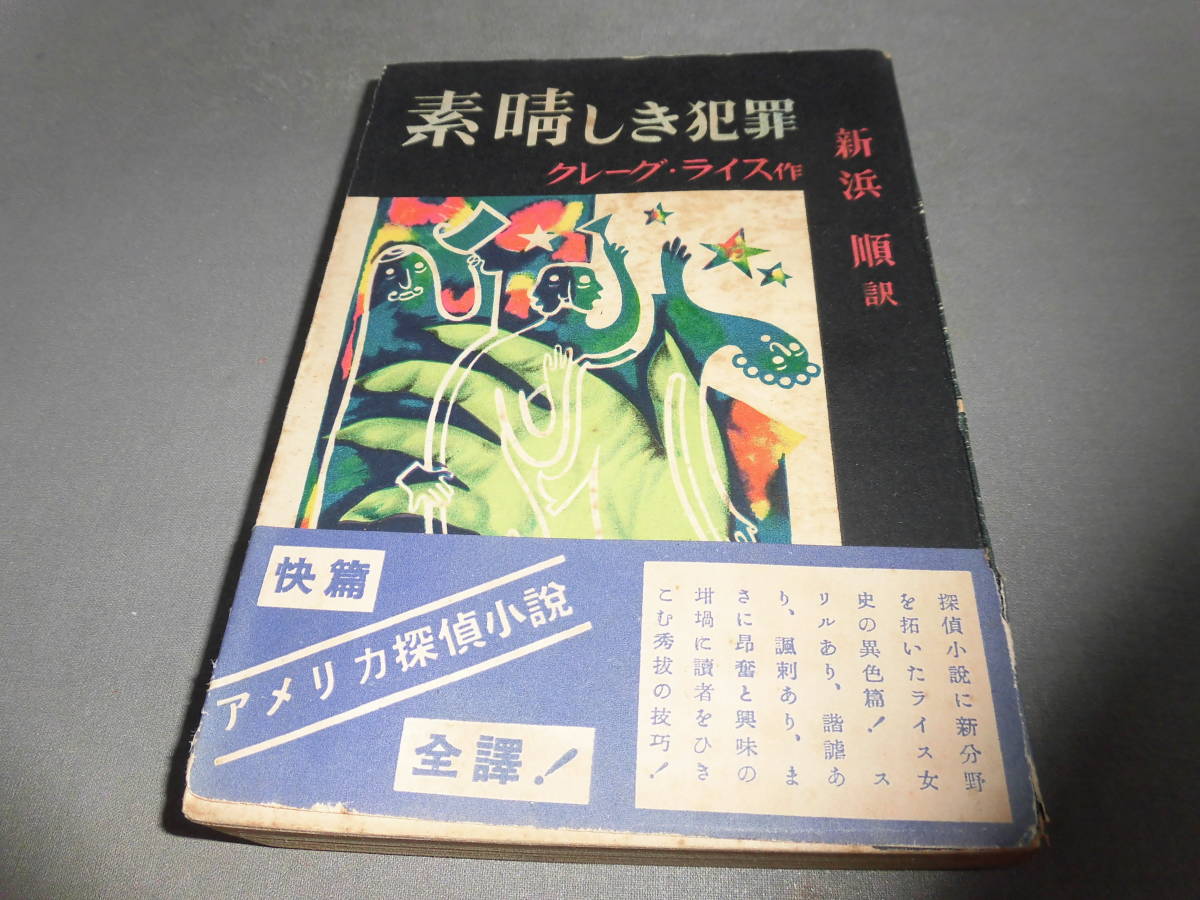 素晴しき犯罪
クレーグ・ライス作
新浜 順訳
快篇
アメリカ探偵小說
全譯!
探偵小說に新分野
を拓いたライス女
史の異色篇! ス
リルあり、諧謔あ
り、諷刺あり、ま
さに昂奮と興味の
坩堝に讀者をひき
こむ秀拔の技巧!